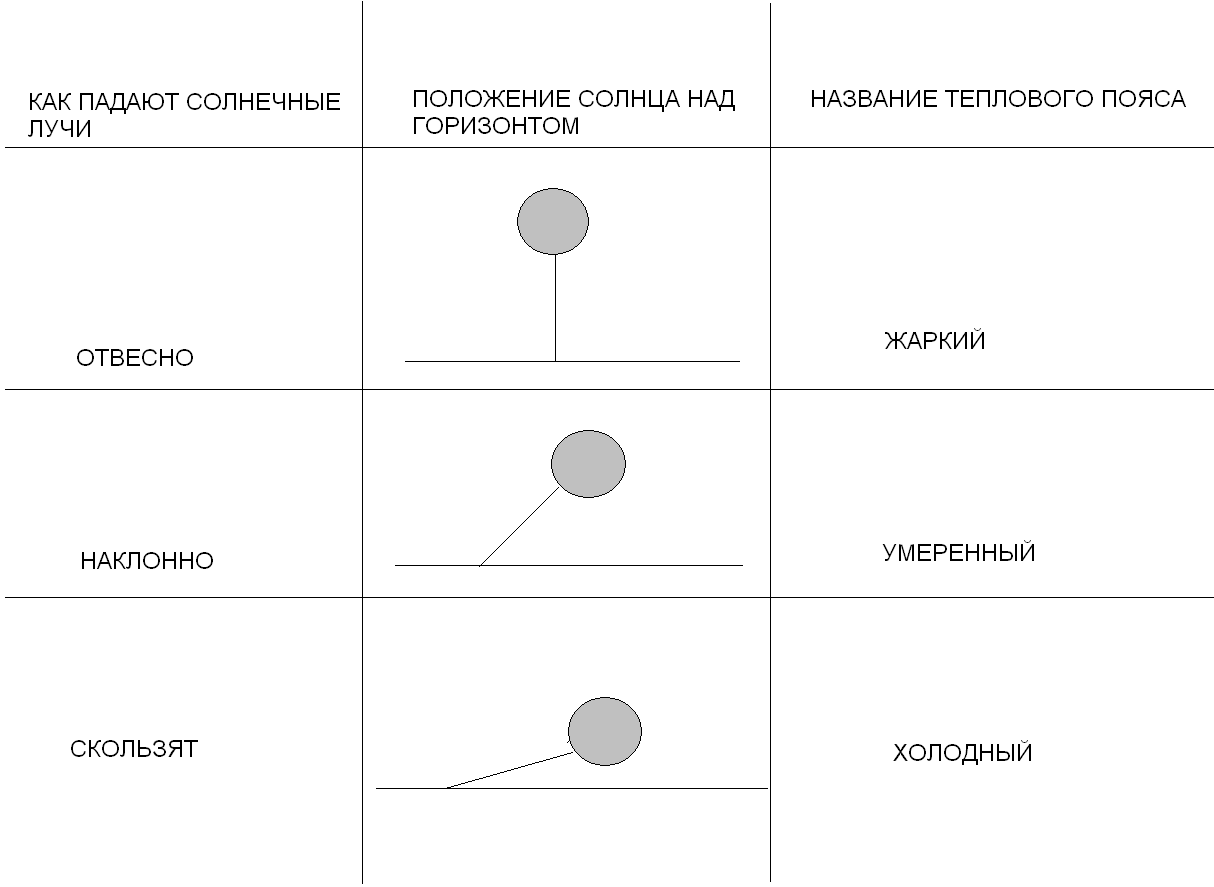 КАК ПАДАЮТ СОЛНЕЧНЫЕ
ЛУЧИ
ПОЛОЖЕНИЕ СОЛНЦА НАД
ГОРИЗОНТОМ
НАЗВАНИЕ ТЕПЛОВОГО ПОЯСА
ОТВЕСНО
ЖАРКИЙ
НАКЛОННО
УМЕРЕННЫЙ
СКОЛЬЗЯТ
ХОЛОДНЫЙ